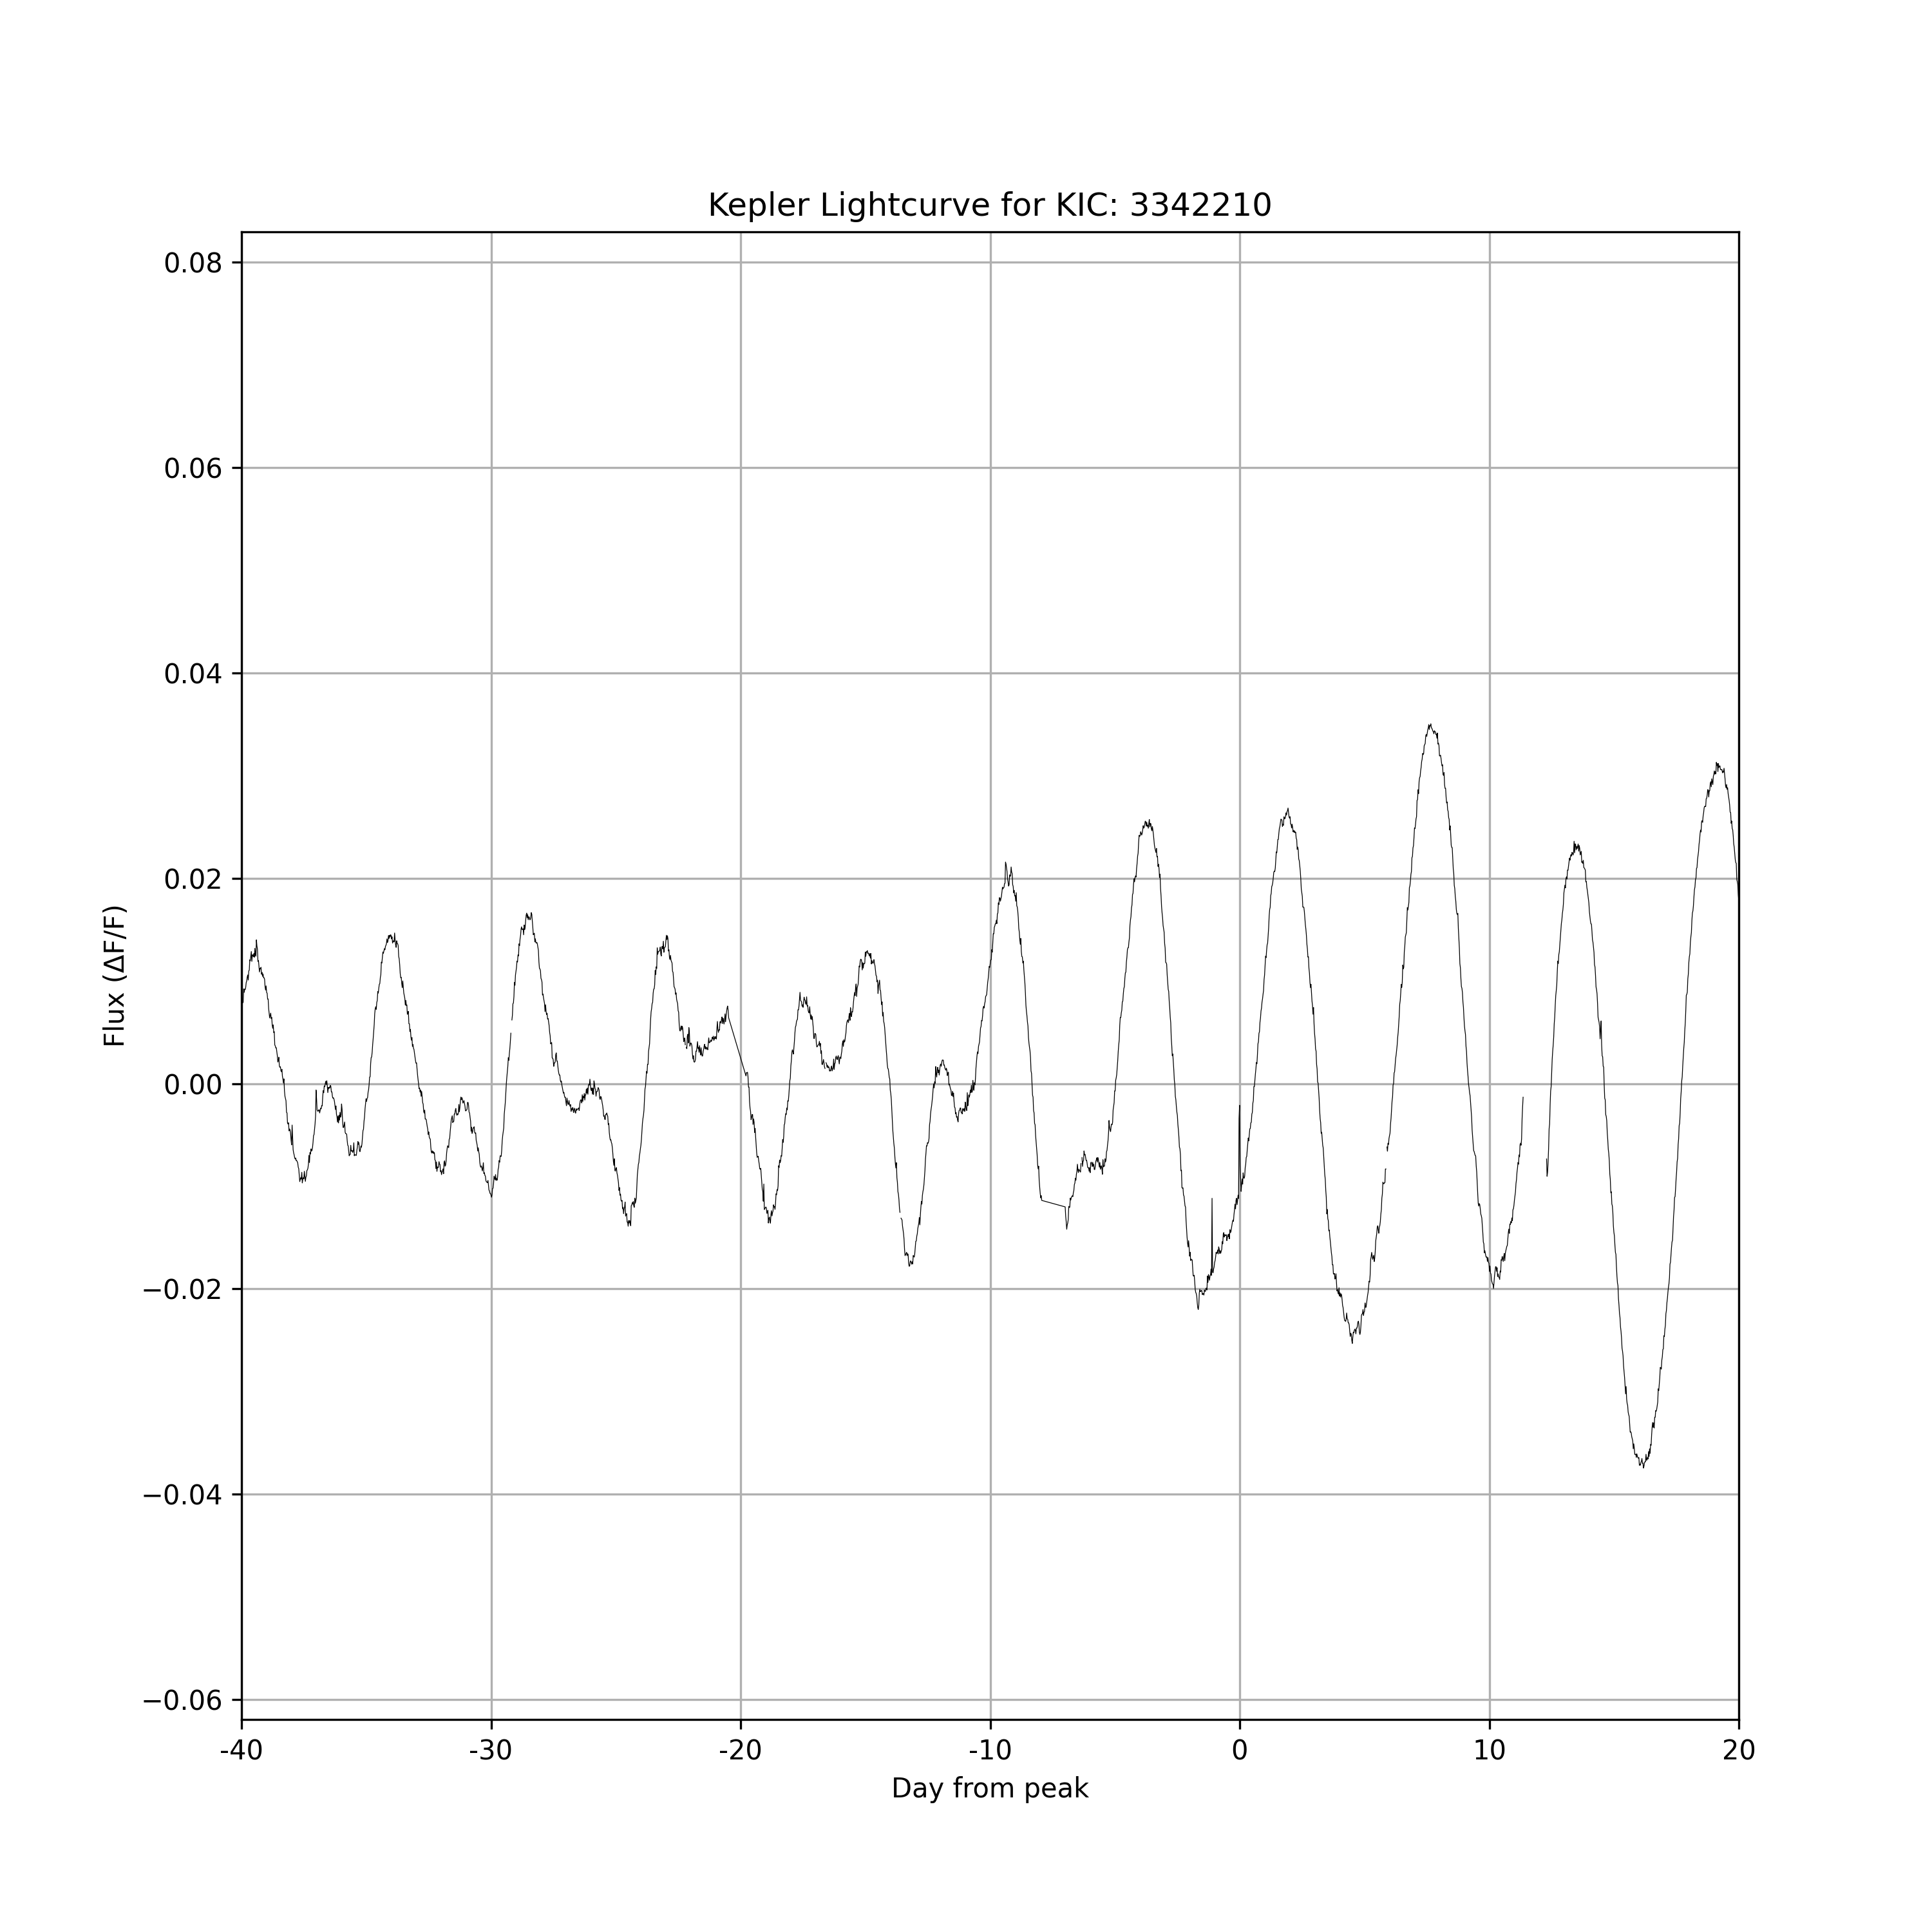 Kepler Lightcurve for KIC: 3342210
Flux (ΔF/F)
0.08
0.06
0.04
0.02
0.00
−0.02
−0.04
−0.06
-40 -30 -20 -10 0 10 20
Day from peak